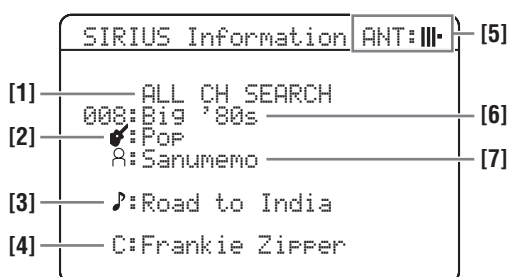 SIRIUS Information ANT: [5]
[1] ALL CH SEARCH
008:Big '80s [6]
[2] :Pop
:Sanumemo [7]
[3] ♪:Road to India
[4] C:Frankie Zipper